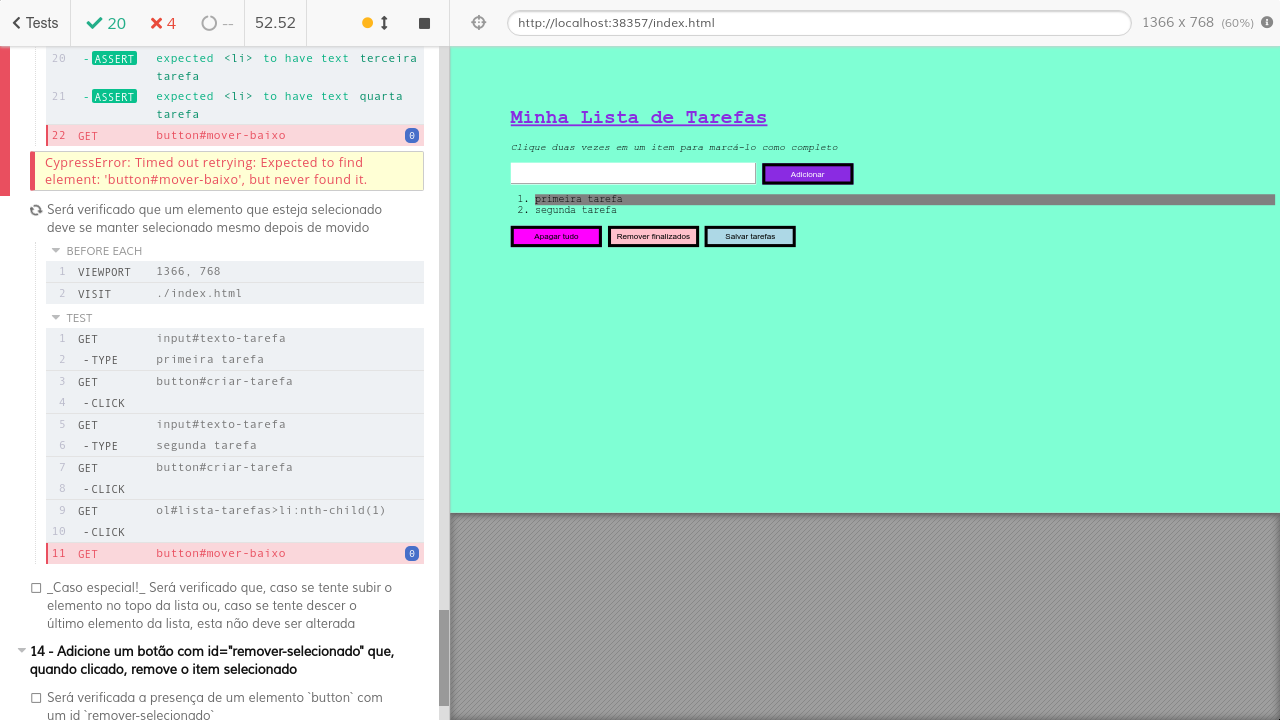 Tests
20
4
--
52.52
http://localhost:38357/index.html
1366 x 768 (60%)
20 -ASSERT expected <li> to have text terceira
tarefa
21 -ASSERT expected <li> to have text quarta
tarefa
22 GET button#mover-baixo 0
CypressError: Timed out retrying: Expected to find
element: 'button#mover-baixo', but never found it.
Será verificado que um elemento que esteja selecionado
deve se manter selecionado mesmo depois de movido
BEFORE EACH
1 VIEWPORT 1366, 768
2 VISIT ./index.html
TEST
1 GET input#texto-tarefa
2 -TYPE primeira tarefa
3 GET button#criar-tarefa
4 -CLICK
5 GET input#texto-tarefa
6 -TYPE segunda tarefa
7 GET button#criar-tarefa
8 -CLICK
9 GET ol#lista-tarefas>li:nth-child(1)
10 -CLICK
11 GET button#mover-baixo 0
_Caso especial!_ Será verificado que, caso se tente subir o
elemento no topo da lista ou, caso se tente descer o
último elemento da lista, esta não deve ser alterada
14 - Adicione um botão com id="remover-selecionado" que,
quando clicado, remove o item selecionado
Será verificada a presença de um elemento `button` com
um id `remover-selecionado`
Minha Lista de Tarefas
Clique duas vezes em um item para marcá-lo como completo
Adicionar
1. primeira tarefa
2. segunda tarefa
Apagar tudo Remover finalizados Salvar tarefas